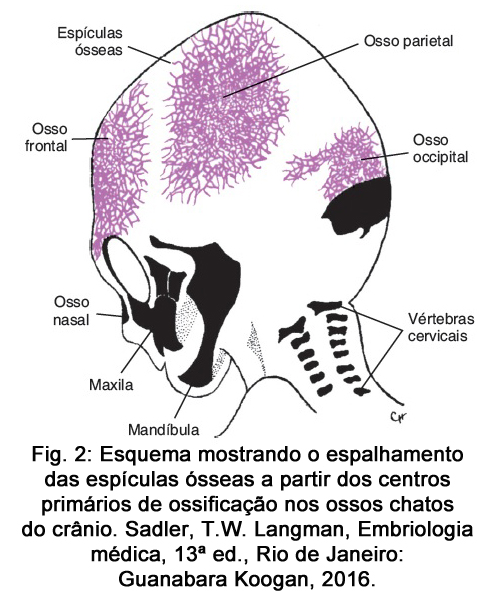 Espículas
ósseas
Osso parietal
Osso
frontal
Osso
occipital
Osso
nasal
Vértebras
cervicais
Maxila
Mandíbula
Fig. 2: Esquema mostrando o espalhamento
das espículas ósseas a partir dos centros
primários de ossificação nos ossos chatos
do crânio. Sadler, T.W. Langman, Embriologia
médica, 13ª ed., Rio de Janeiro:
Guanabara Koogan, 2016.